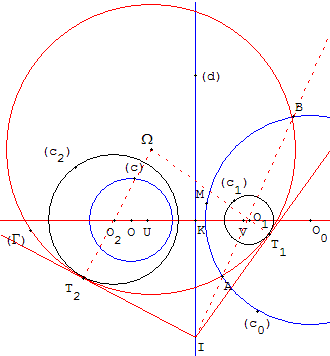 B
(d)
Ω
(c₂)
(c)
(c₁)
M
(Γ)
O₂
O
U
K
V
O₁
O₀
T₁
T₂
A
(c₀)
I